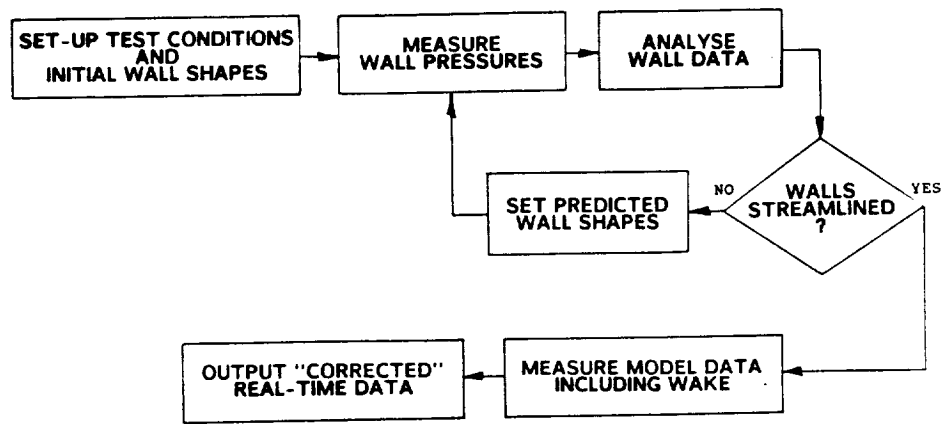 SET-UP TEST CONDITIONS
AND
INITIAL WALL SHAPES
MEASURE
WALL PRESSURES
ANALYSE
WALL DATA
WALLS
STREAMLINED
?
NO
YES
SET PREDICTED
WALL SHAPES
MEASURE MODEL DATA
INCLUDING WAKE
OUTPUT "CORRECTED"
REAL-TIME DATA